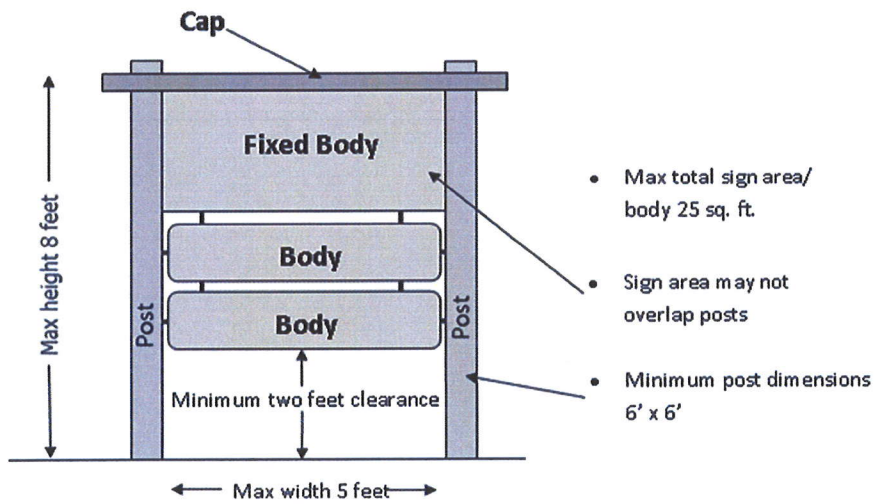 Cap
Fixed Body
Body
Body
Max height 8 feet
Post
Post
Minimum two feet clearance
Max width 5 feet
• Max total sign area/
body 25 sq. ft.
• Sign area may not
overlap posts
• Minimum post dimensions
6' x 6'